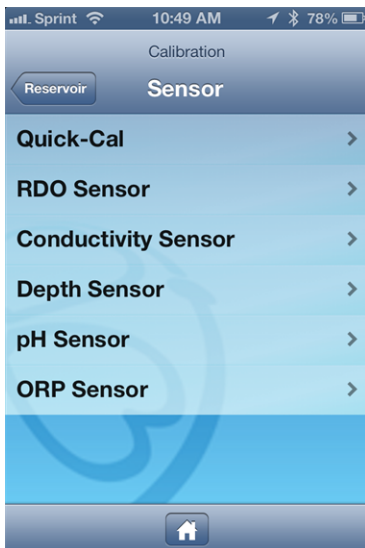 Sprint 10:49 AM 78%
Calibration
Reservoir Sensor
Quick-Cal
RDO Sensor
Conductivity Sensor
Depth Sensor
pH Sensor
ORP Sensor